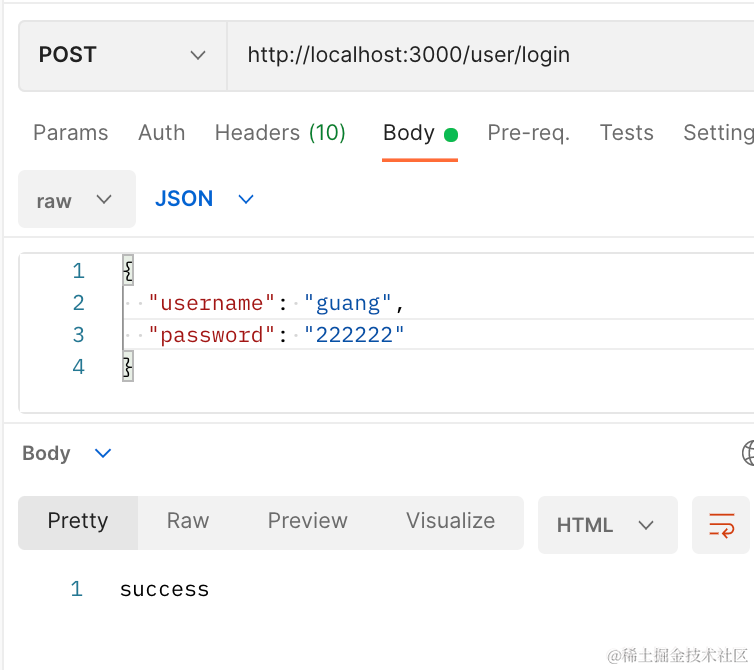 POST http://localhost:3000/user/login
Params Auth Headers (10) Body Pre-req. Tests Setting
raw JSON
1 {
2 "username": "guang",
3 "password": "222222"
4 }
Body
Pretty Raw Preview Visualize HTML
1 success
@稀土掘金技术社区